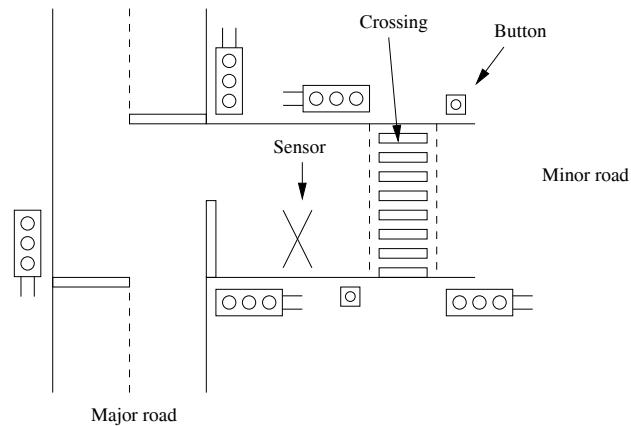 Crossing
Button
Sensor
Minor road
Major road